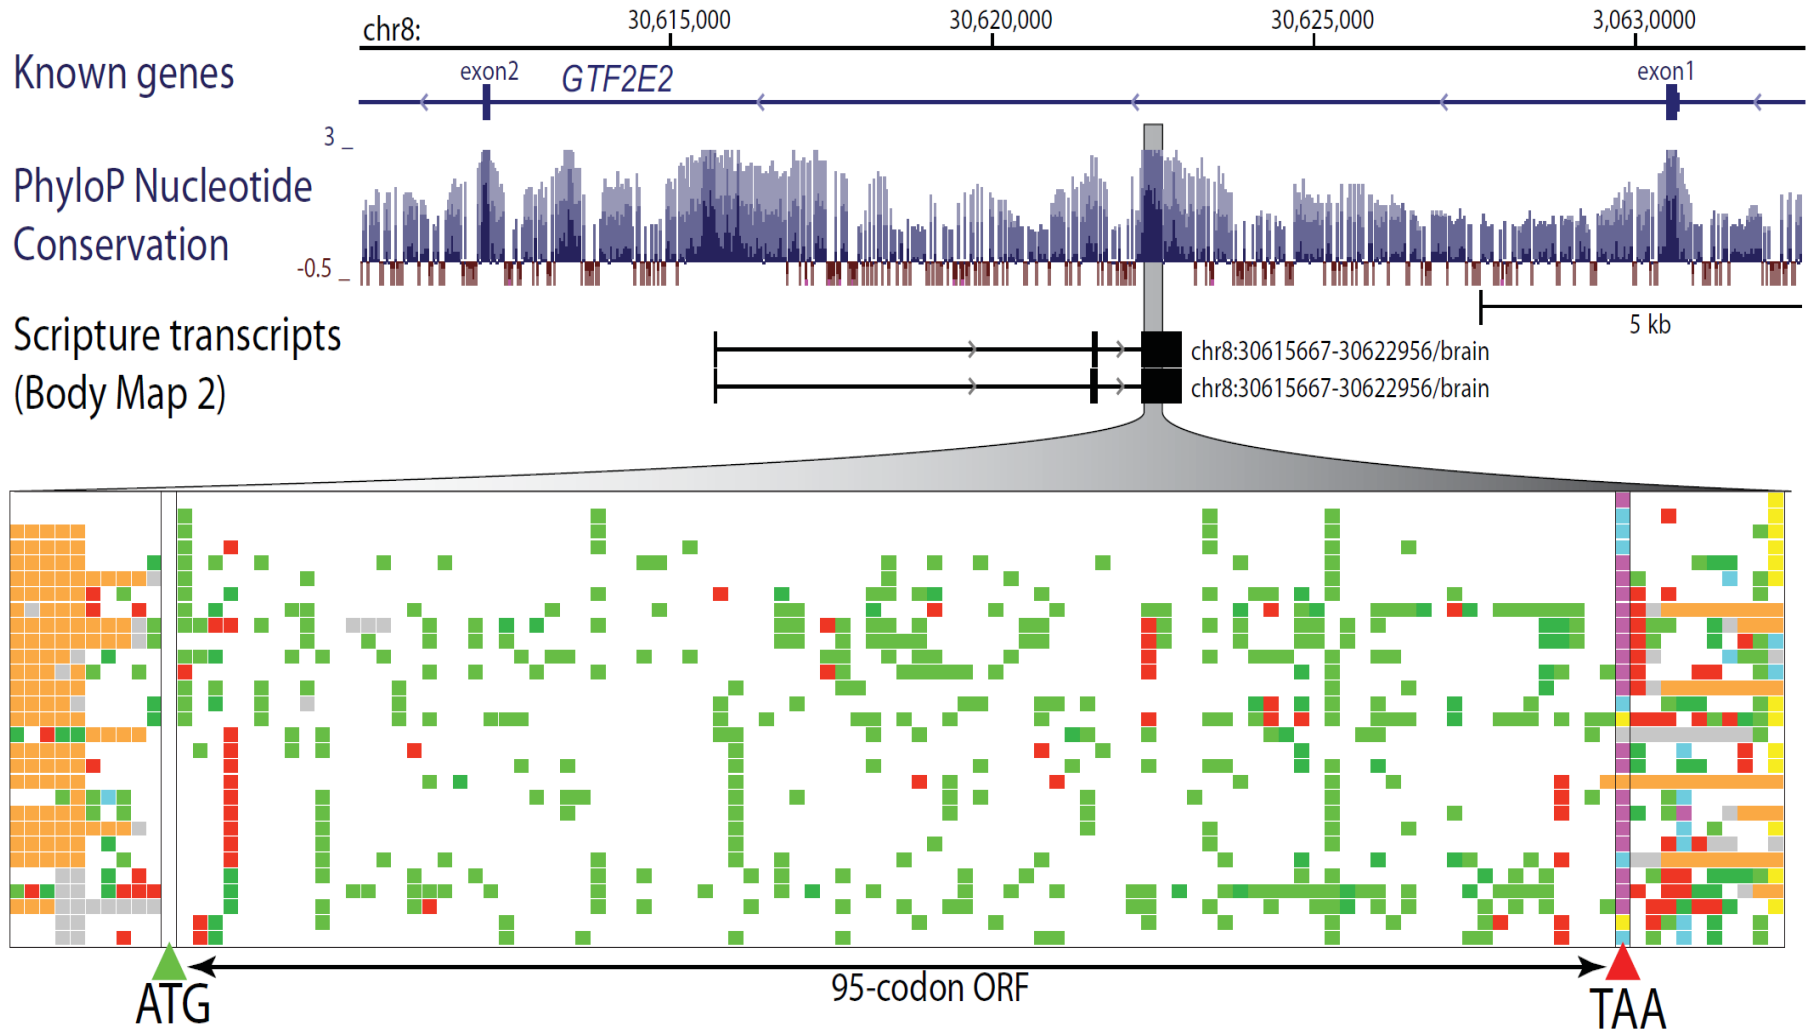 chr8:
30,615,000
30,620,000
30,625,000
3,063,0000
Known genes
exon2
GTF2E2
exon1
3
PhyloP Nucleotide
Conservation
-0.5
5 kb
Scripture transcripts
(Body Map 2)
chr8:30615667-30622956/brain
chr8:30615667-30622956/brain
95-codon ORF
ATG
TAA